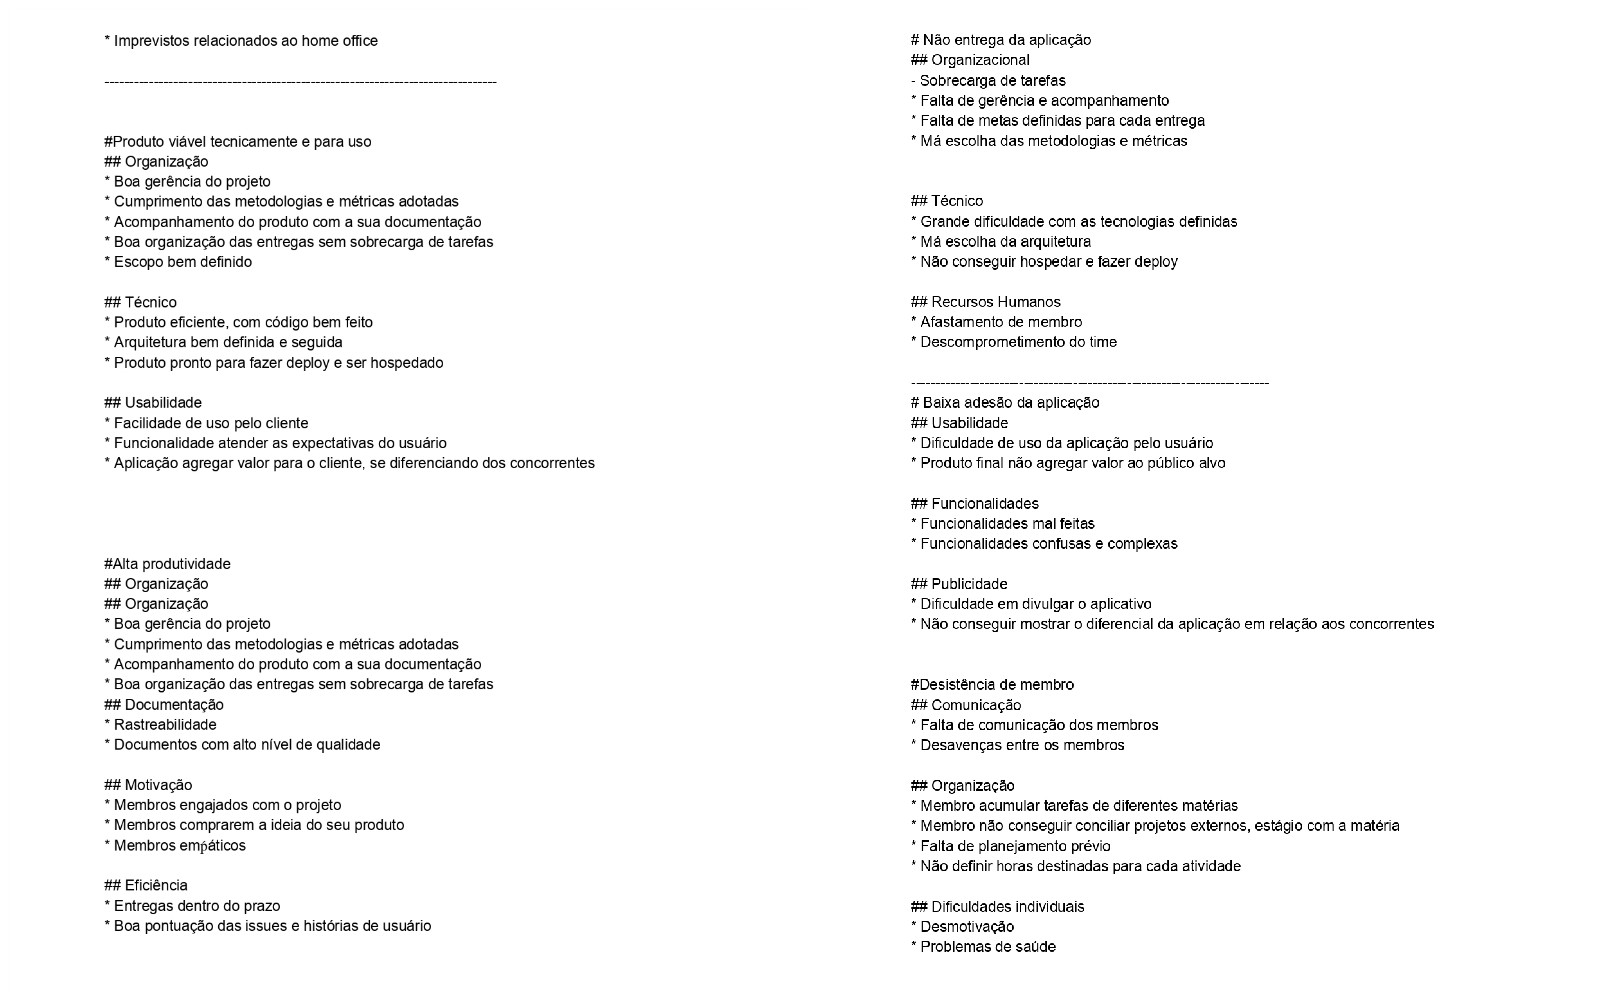 * Imprevistos relacionados ao home office
--------------------------------------------------------------------------------
#Produto viável tecnicamente e para uso
## Organização
* Boa gerência do projeto
* Cumprimento das metodologias e métricas adotadas
* Acompanhamento do produto com a sua documentação
* Boa organização das entregas sem sobrecarga de tarefas
* Escopo bem definido
## Técnico
* Produto eficiente, com código bem feito
* Arquitetura bem definida e seguida
* Produto pronto para fazer deploy e ser hospedado
## Usabilidade
* Facilidade de uso pelo cliente
* Funcionalidade atender as expectativas do usuário
* Aplicação agregar valor para o cliente, se diferenciando dos concorrentes
#Alta produtividade
## Organização
## Organização
* Boa gerência do projeto
* Cumprimento das metodologias e métricas adotadas
* Acompanhamento do produto com a sua documentação
* Boa organização das entregas sem sobrecarga de tarefas
## Documentação
* Rastreabilidade
* Documentos com alto nível de qualidade
## Motivação
* Membros engajados com o projeto
* Membros comprarem a ideia do seu produto
* Membros emṕáticos
## Eficiência
* Entregas dentro do prazo
* Boa pontuação das issues e histórias de usuário
# Não entrega da aplicação
## Organizacional
- Sobrecarga de tarefas
* Falta de gerência e acompanhamento
* Falta de metas definidas para cada entrega
* Má escolha das metodologias e métricas
## Técnico
* Grande dificuldade com as tecnologias definidas
* Má escolha da arquitetura
* Não conseguir hospedar e fazer deploy
## Recursos Humanos
* Afastamento de membro
* Descomprometimento do time
-------------------------------------------------------------------------
# Baixa adesão da aplicação
## Usabilidade
* Dificuldade de uso da aplicação pelo usuário
* Produto final não agregar valor ao público alvo
## Funcionalidades
* Funcionalidades mal feitas
* Funcionalidades confusas e complexas
## Publicidade
* Dificuldade em divulgar o aplicativo
* Não conseguir mostrar o diferencial da aplicação em relação aos concorrentes
#Desistência de membro
## Comunicação
* Falta de comunicação dos membros
* Desavenças entre os membros
## Organização
* Membro acumular tarefas de diferentes matérias
* Membro não conseguir conciliar projetos externos, estágio com a matéria
* Falta de planejamento prévio
* Não definir horas destinadas para cada atividade
## Dificuldades individuais
* Desmotivação
* Problemas de saúde